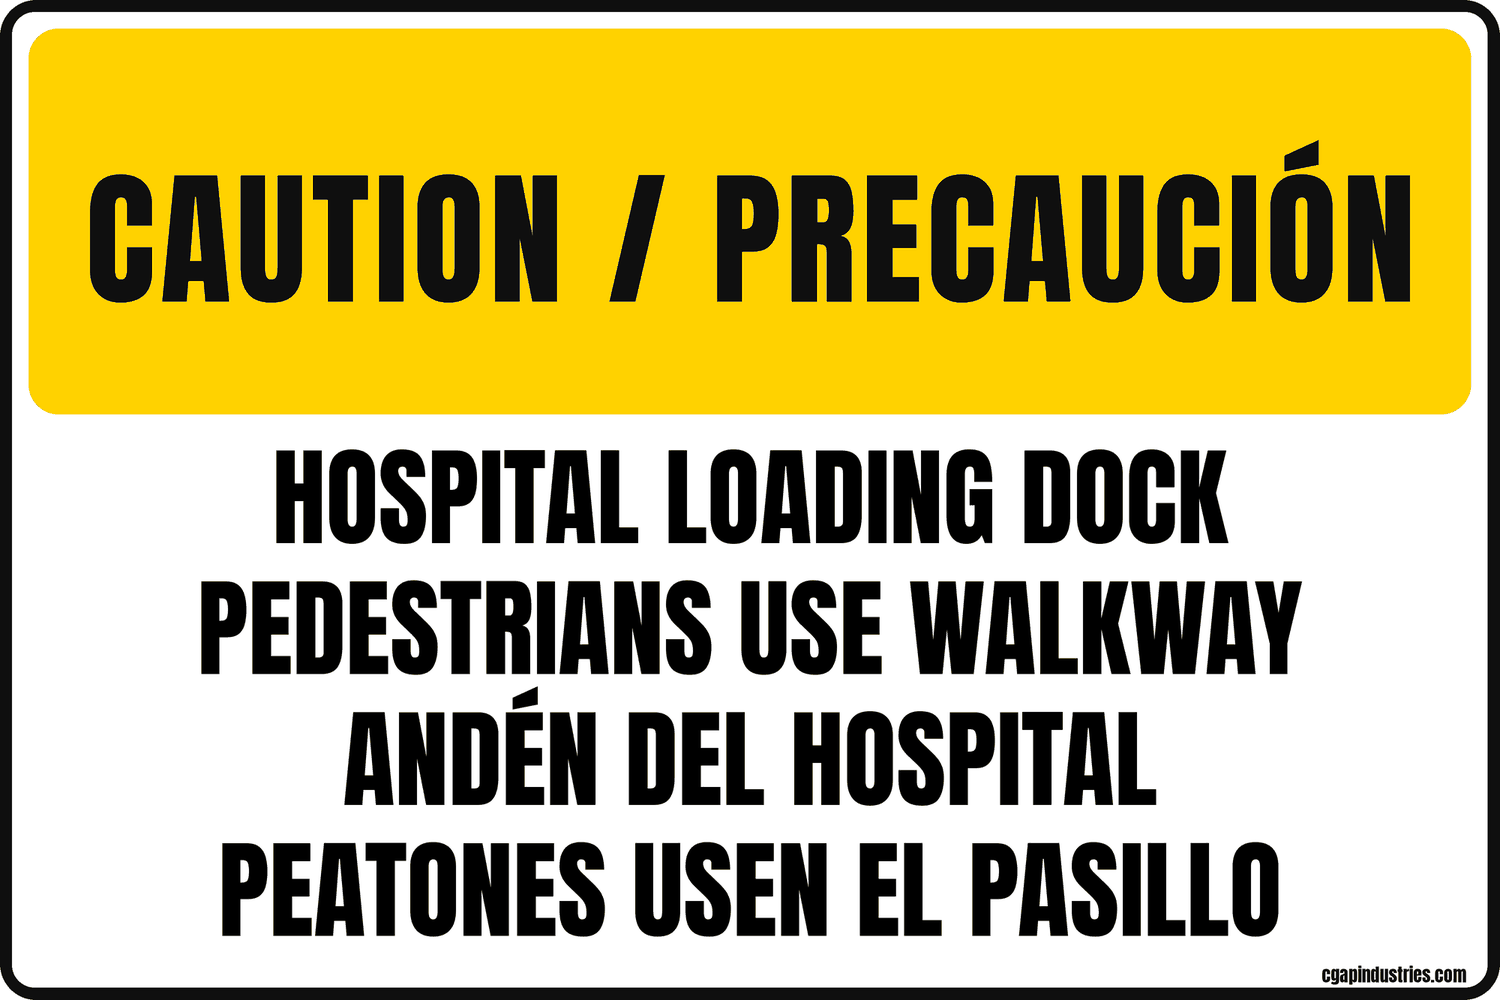 CAUTION / PRECAUCIÓN
HOSPITAL LOADING DOCK
PEDESTRIANS USE WALKWAY
ANDÉN DEL HOSPITAL
PEATONES USEN EL PASILLO
cgapindustries.com